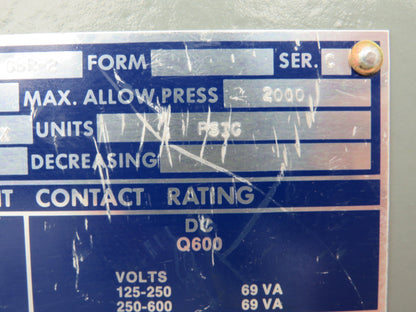 FORM SER.
MAX. ALLOW. PRESS 2000
UNITS PSIG
DECREASING
CONTACT RATING
DC
Q600
VOLTS
125-250 69 VA
250-600 69 VA